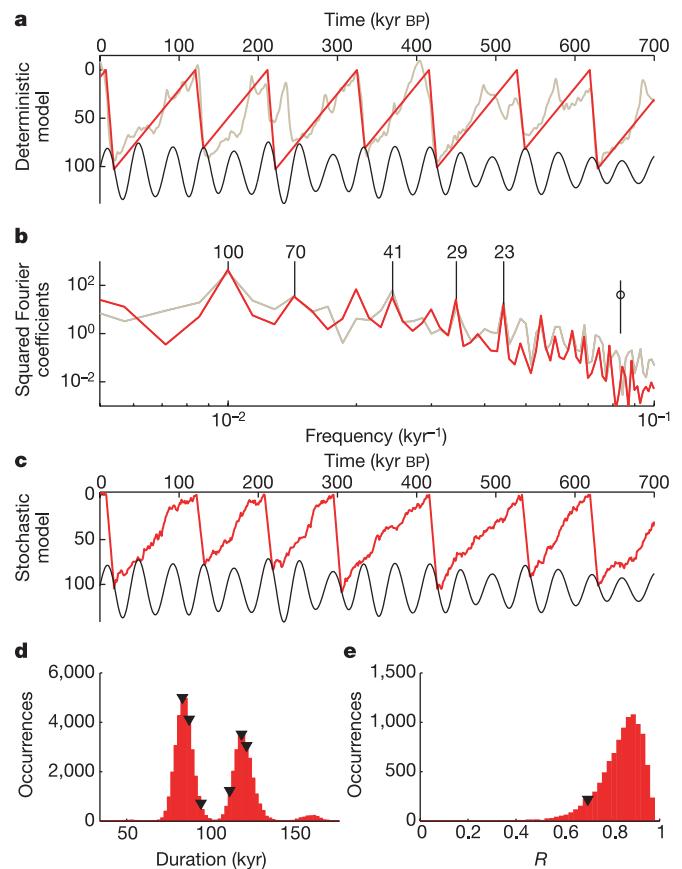 a
Time (kyr BP)
0 100 200 300 400 500 600 700
Deterministic
model
0
50
100
b
100 70 41 29 23
Squared Fourier
coefficients
10²
10⁰
10⁻²
10⁻² 10⁻¹
Frequency (kyr⁻¹)
c
Time (kyr BP)
0 100 200 300 400 500 600 700
Stochastic
model
0
50
100
d
Occurrences
6,000
4,000
2,000
0
50 100 150
Duration (kyr)
e
Occurrences
1,500
1,000
500
0
0 0.2 0.4 0.6 0.8 1
R